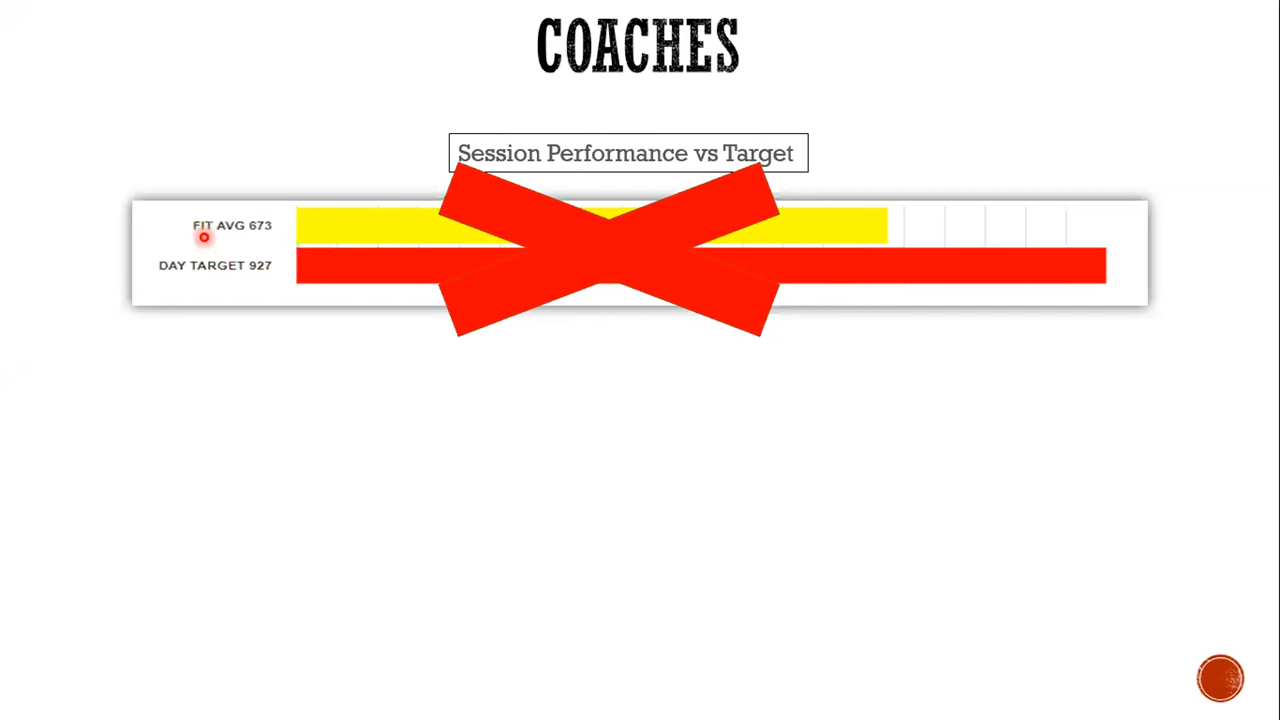 COACHES
Session Performance vs Target
FIT AVG 673
DAY TARGET 927